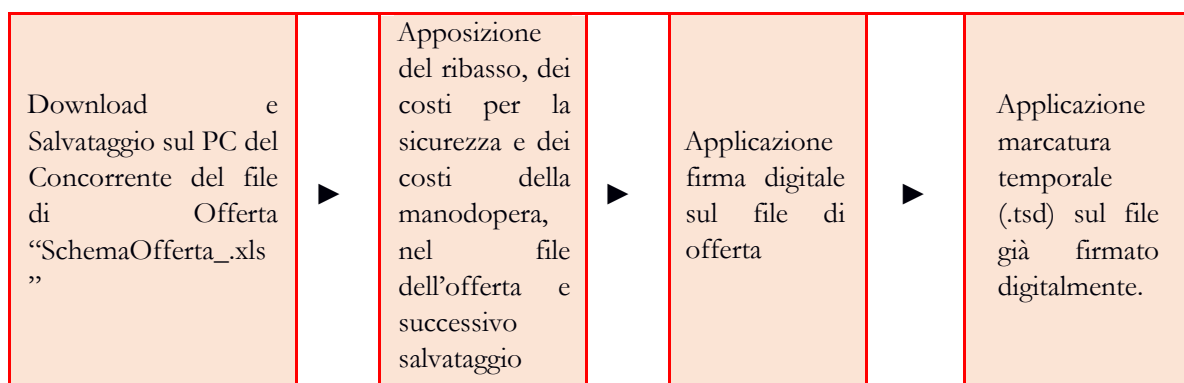 Download e
Salvataggio sul PC del
Concorrente del file
di Offerta
“SchemaOfferta_.xls
”
►
Apposizione
del ribasso, dei
costi per la
sicurezza e dei
costi della
manodopera,
nel file
dell’offerta e
successivo
salvataggio
►
Applicazione
firma digitale
sul file di
offerta
►
Applicazione
marcatura
temporale
(.tsd) sul file
già firmato
digitalmente.